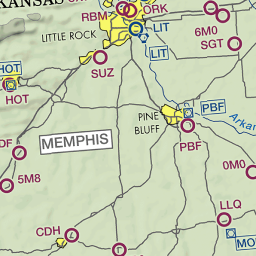 KANSAS
RBM
ORK
LITTLE ROCK
LIT
6M0
SGT
LIT
SUZ
HOT
HOT
PBF
PINE
BLUFF
Arka
PBF
MEMPHIS
DF
0M0
5M8
LLQ
CDH
MO